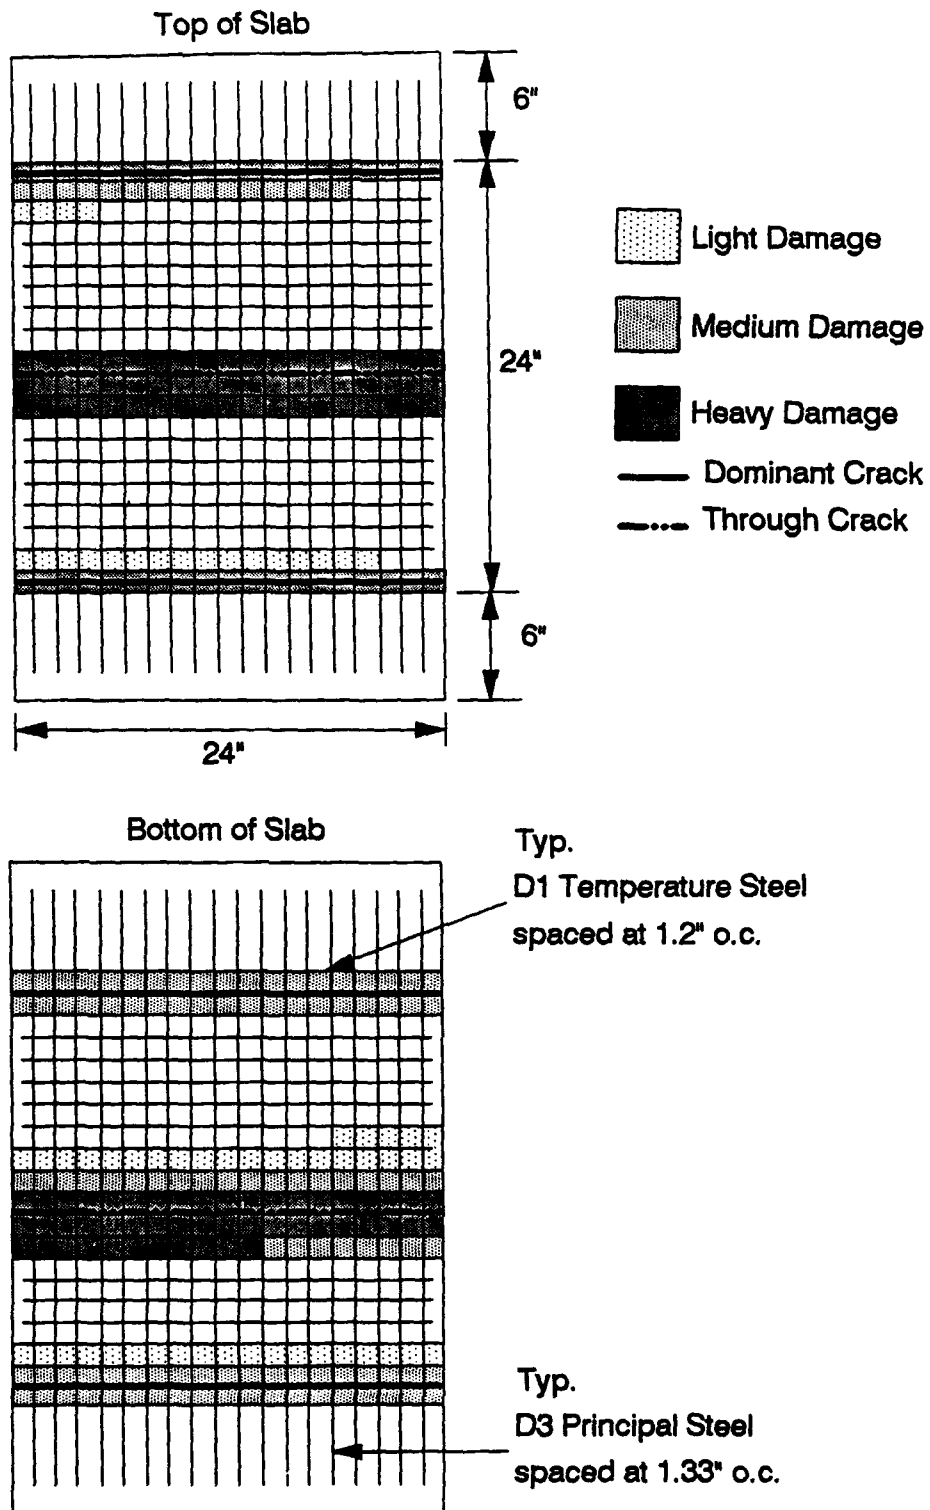 Top of Slab
6"
24"
6"
24"
Light Damage
Medium Damage
Heavy Damage
Dominant Crack
Through Crack
Bottom of Slab
Typ.
D1 Temperature Steel
spaced at 1.2" o.c.
Typ.
D3 Principal Steel
spaced at 1.33" o.c.